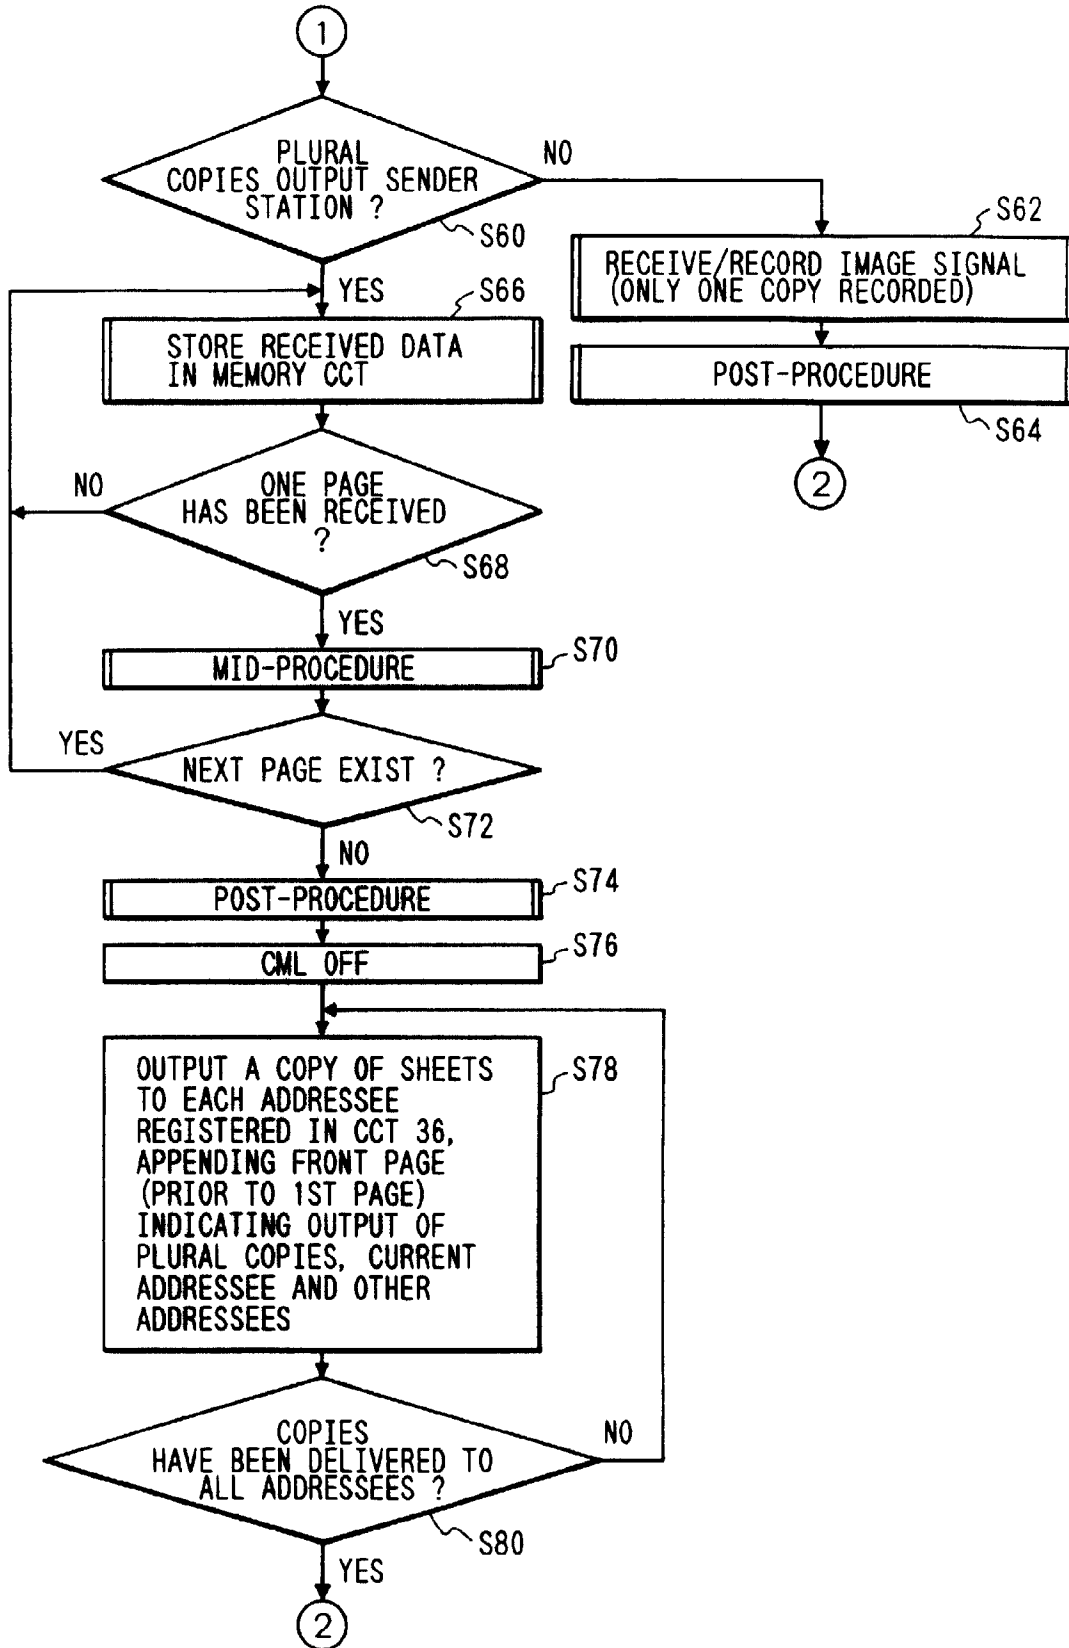 1
PLURAL
COPIES OUTPUT SENDER
STATION ?
NO
S60
S62
RECEIVE/RECORD IMAGE SIGNAL
(ONLY ONE COPY RECORDED)
YES
S66
STORE RECEIVED DATA
IN MEMORY CCT
POST-PROCEDURE
S64
2
NO
ONE PAGE
HAS BEEN RECEIVED
?
S68
YES
S70
MID-PROCEDURE
YES
NEXT PAGE EXIST ?
S72
NO
S74
POST-PROCEDURE
S76
CML OFF
S78
OUTPUT A COPY OF SHEETS
TO EACH ADDRESSEE
REGISTERED IN CCT 36,
APPENDING FRONT PAGE
(PRIOR TO 1ST PAGE)
INDICATING OUTPUT OF
PLURAL COPIES, CURRENT
ADDRESSEE AND OTHER
ADDRESSEES
COPIES
HAVE BEEN DELIVERED TO
ALL ADDRESSEES ?
NO
S80
YES
2